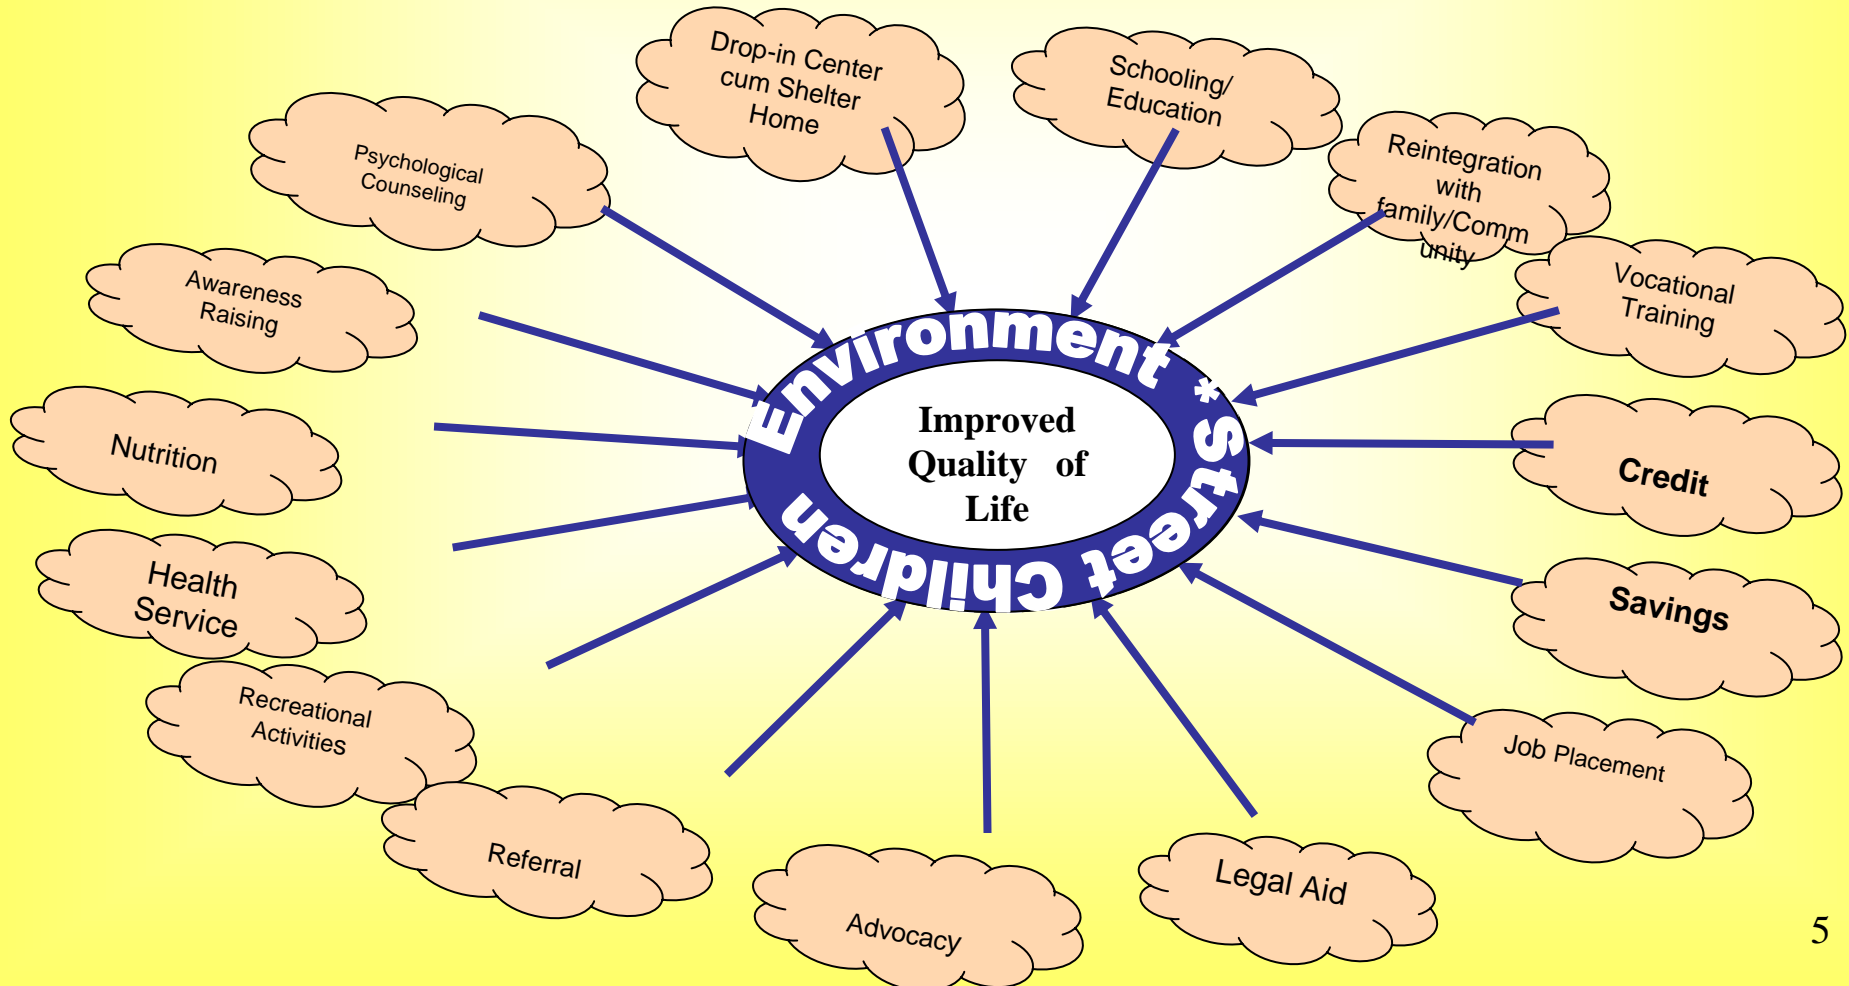 Drop-in Center
cum Shelter
Home
Schooling/
Education
Reintegration
with
family/Comm
unity
Vocational
Training
Credit
Savings
Job Placement
Legal Aid
Advocacy
Referral
Recreational
Activities
Health
Service
Nutrition
Awareness
Raising
Psychological
Counseling
Environment * Street Children
Improved
Quality of
Life
5